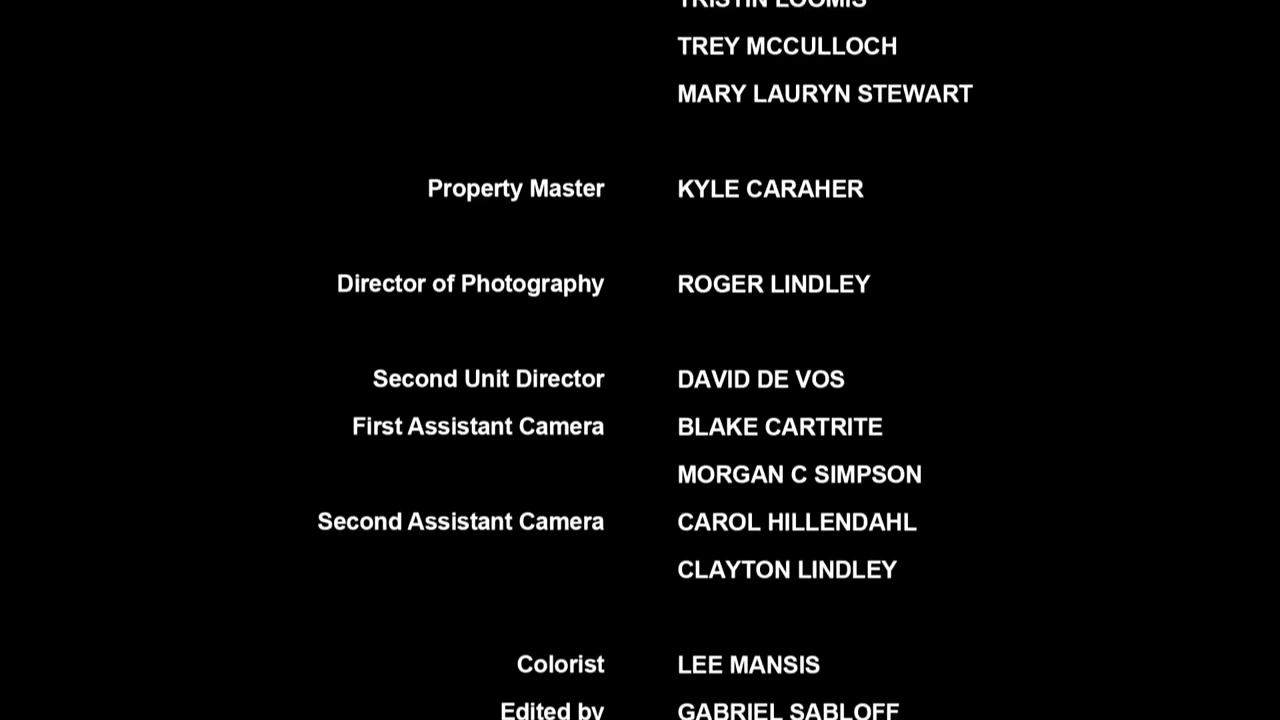 TRISTIN LOOMIS
TREY MCCULLOCH
MARY LAURYN STEWART
Property Master KYLE CARAHER
Director of Photography ROGER LINDLEY
Second Unit Director DAVID DE VOS
First Assistant Camera BLAKE CARTRITE
MORGAN C SIMPSON
Second Assistant Camera CAROL HILLENDAHL
CLAYTON LINDLEY
Colorist LEE MANSIS
Edited by GABRIEL SABLOFF